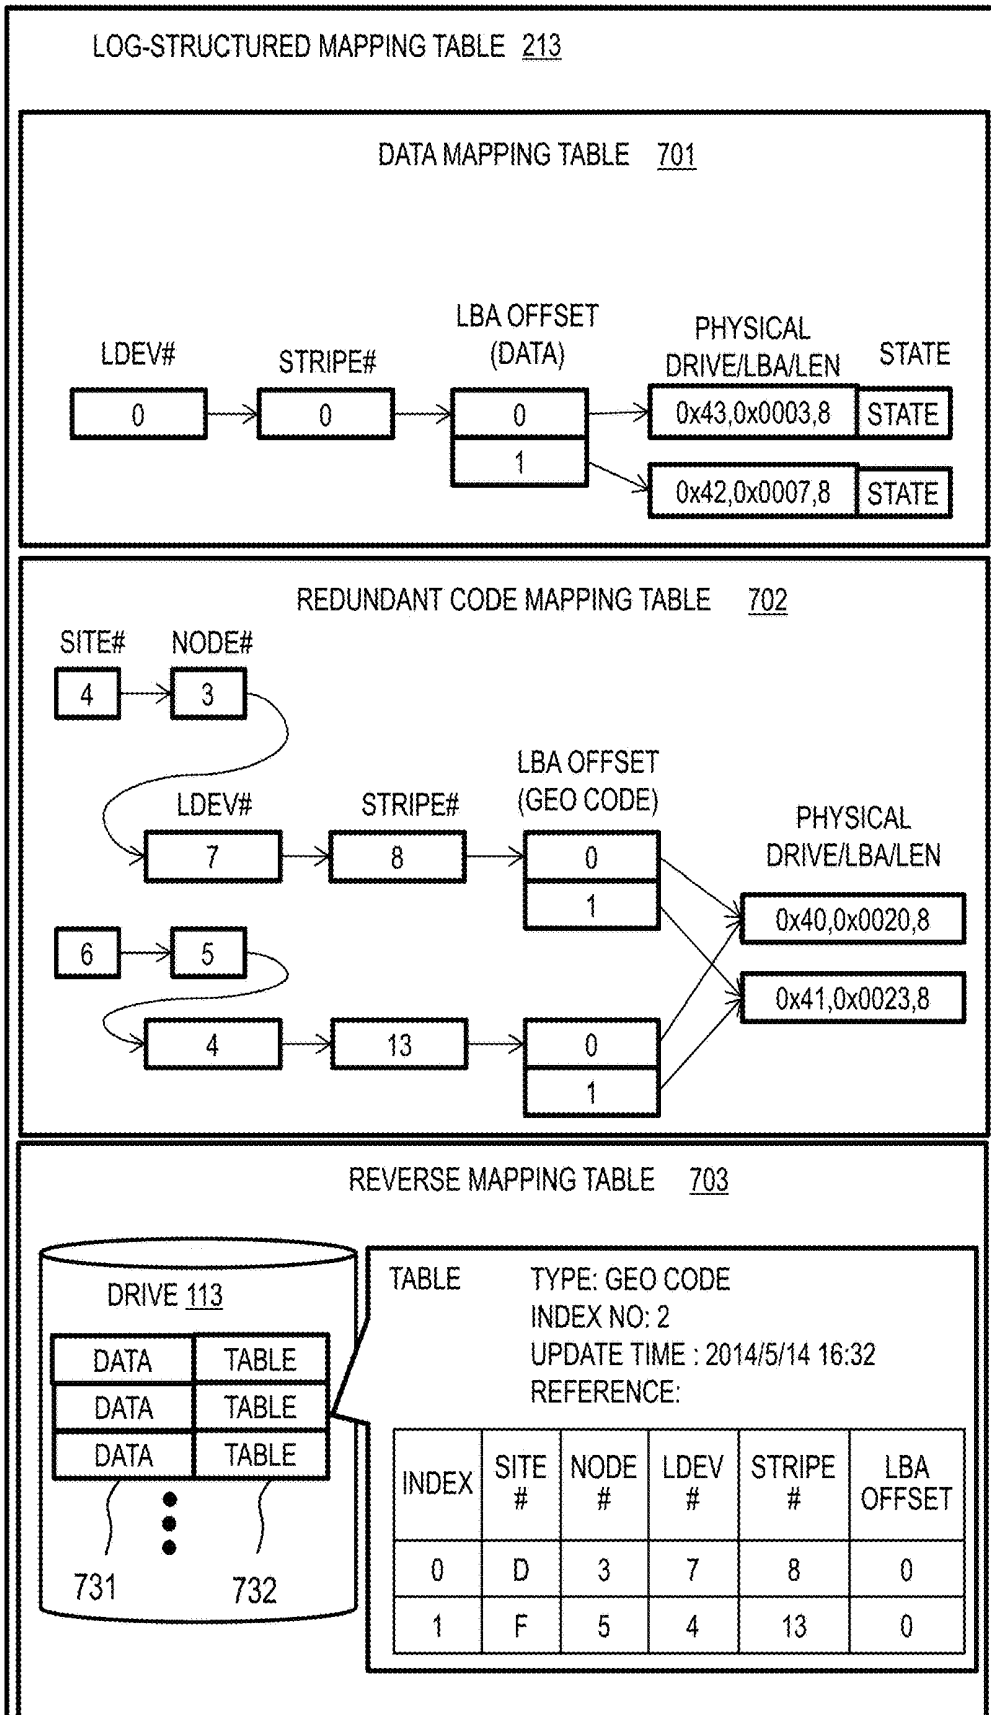 LOG-STRUCTURED MAPPING TABLE 213
DATA MAPPING TABLE 701
LDEV#
STRIPE#
LBA OFFSET
(DATA)
PHYSICAL
DRIVE/LBA/LEN
STATE
0
0
0
0x43,0x0003,8
STATE
1
0x42,0x0007,8
STATE
REDUNDANT CODE MAPPING TABLE 702
SITE#
NODE#
4
3
LDEV#
STRIPE#
LBA OFFSET
(GEO CODE)
PHYSICAL
DRIVE/LBA/LEN
7
8
0
1
0x40,0x0020,8
6
5
0x41,0x0023,8
4
13
0
1
REVERSE MAPPING TABLE 703
DRIVE 113
DATA TABLE
DATA TABLE
DATA TABLE
731
732
TABLE
TYPE: GEO CODE
INDEX NO: 2
UPDATE TIME : 2014/5/14 16:32
REFERENCE:
INDEX SITE # NODE # LDEV # STRIPE # LBA OFFSET
0 D 3 7 8 0
1 F 5 4 13 0